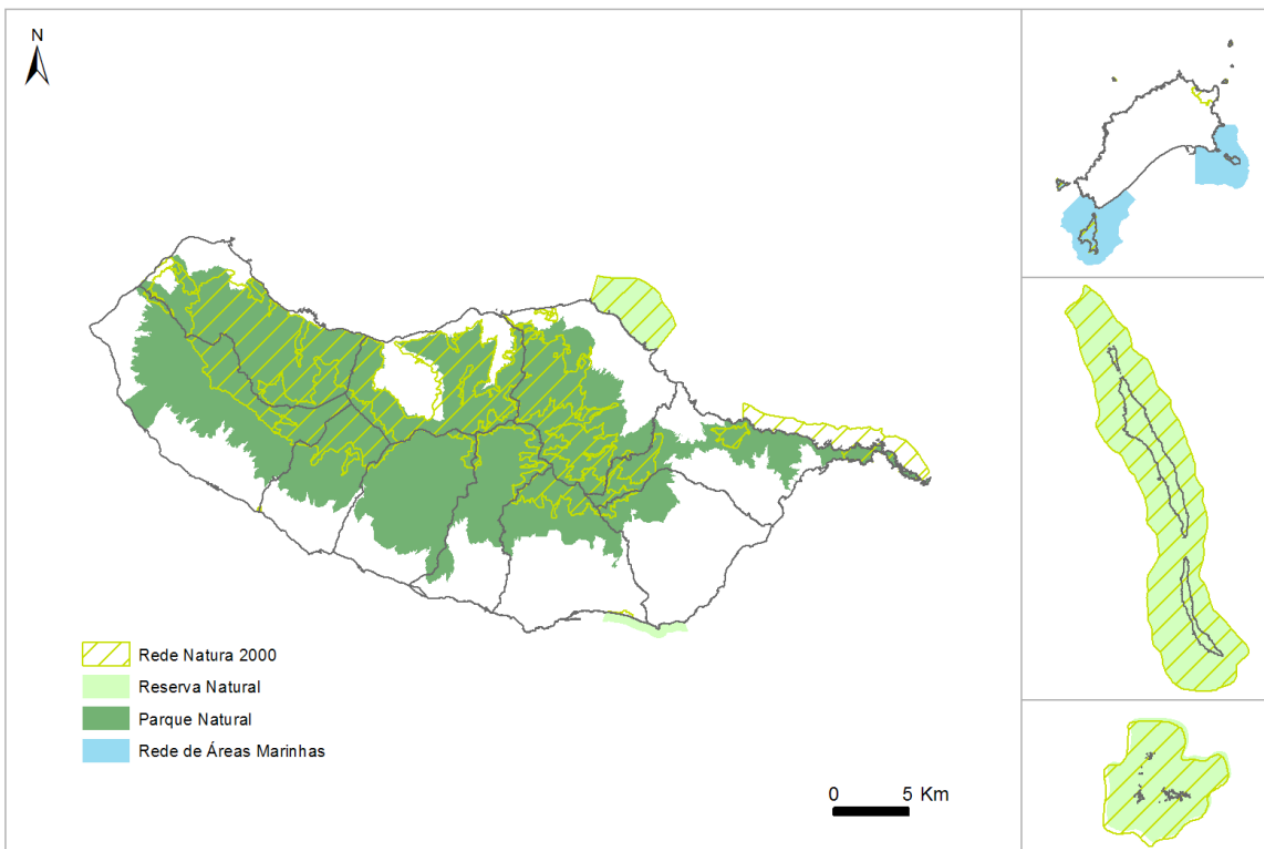 N
Rede Natura 2000
Reserva Natural
Parque Natural
Rede de Áreas Marinhas
0 5 Km